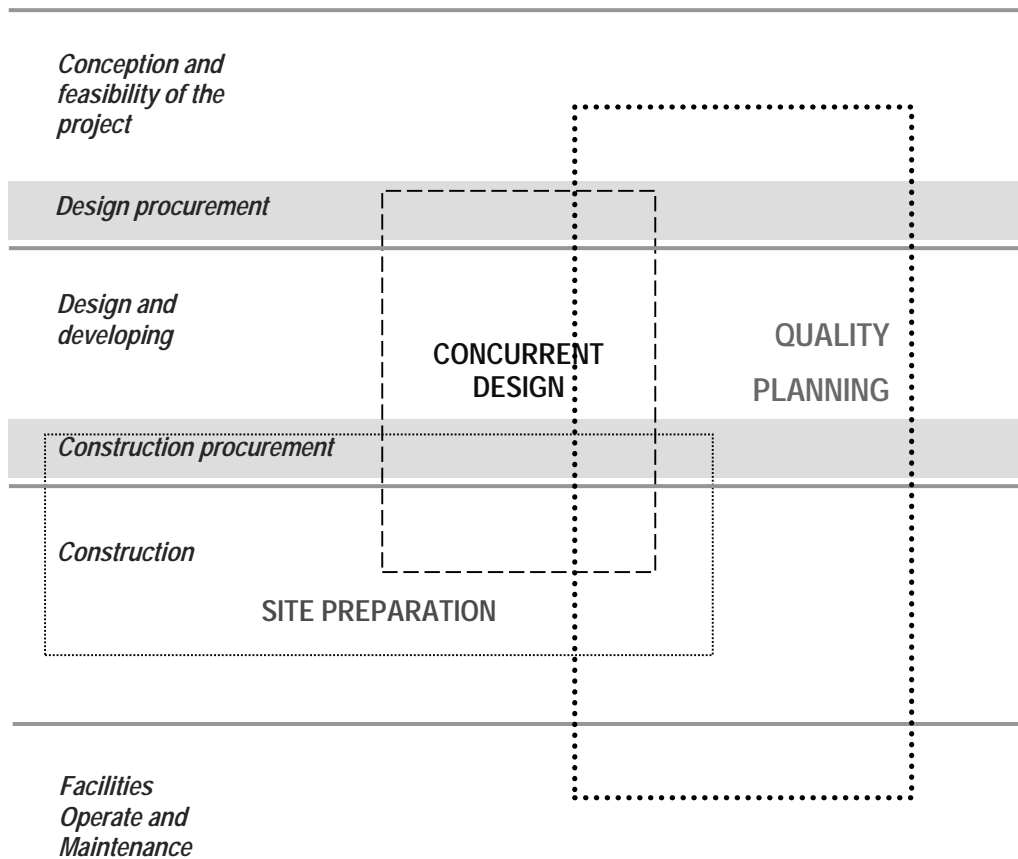 Conception and
feasibility of the
project
Design procurement
Design and
developing
CONCURRENT
DESIGN
QUALITY
PLANNING
Construction procurement
Construction
SITE PREPARATION
Facilities
Operate and
Maintenance